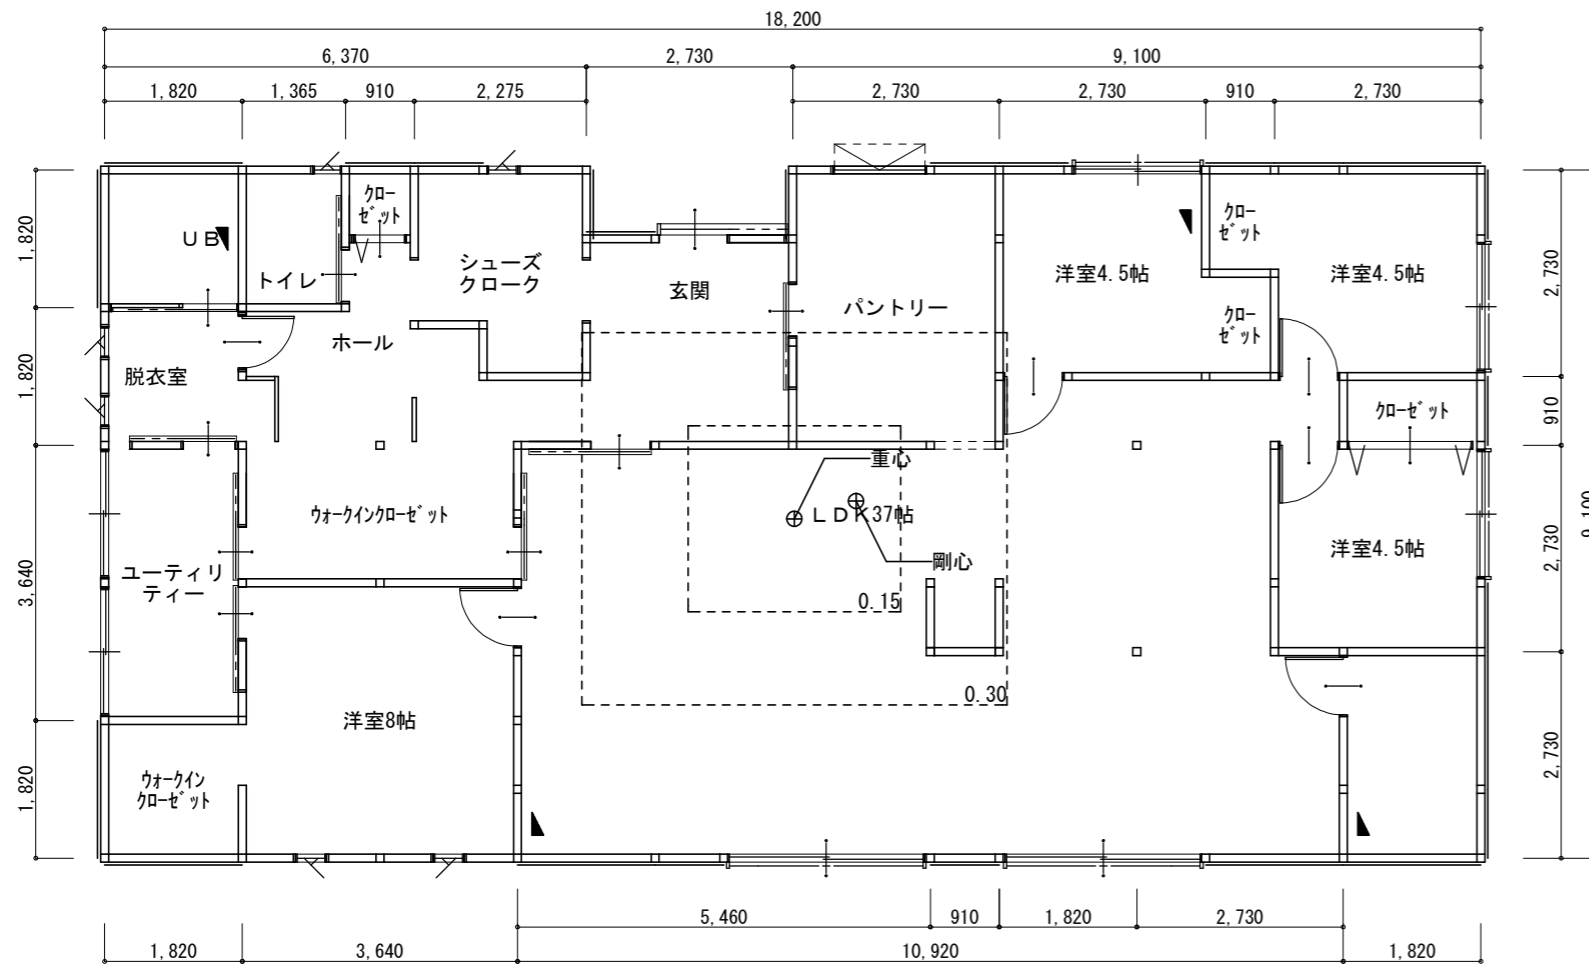 18,200
6,370
2,730
9,100
1,820
1,365
910
2,275
2,730
2,730
910
2,730
クロー
ゼット
クロー
ゼット
1,820
UB
シューズ
クローク
トイレ
玄関
洋室4.5帖
洋室4.5帖
2,730
パントリー
クロー
ゼット
ホール
1,820
脱衣室
クローゼット
910
重心
ウォークインクローゼット
LDK37帖
9,100
剛心
洋室4.5帖
2,730
ユーティリ
ティー
3,640
0.15
0.30
洋室8帖
2,730
ウォークイン
クローゼット
1,820
5,460
910
1,820
2,730
1,820
3,640
10,920
1,820